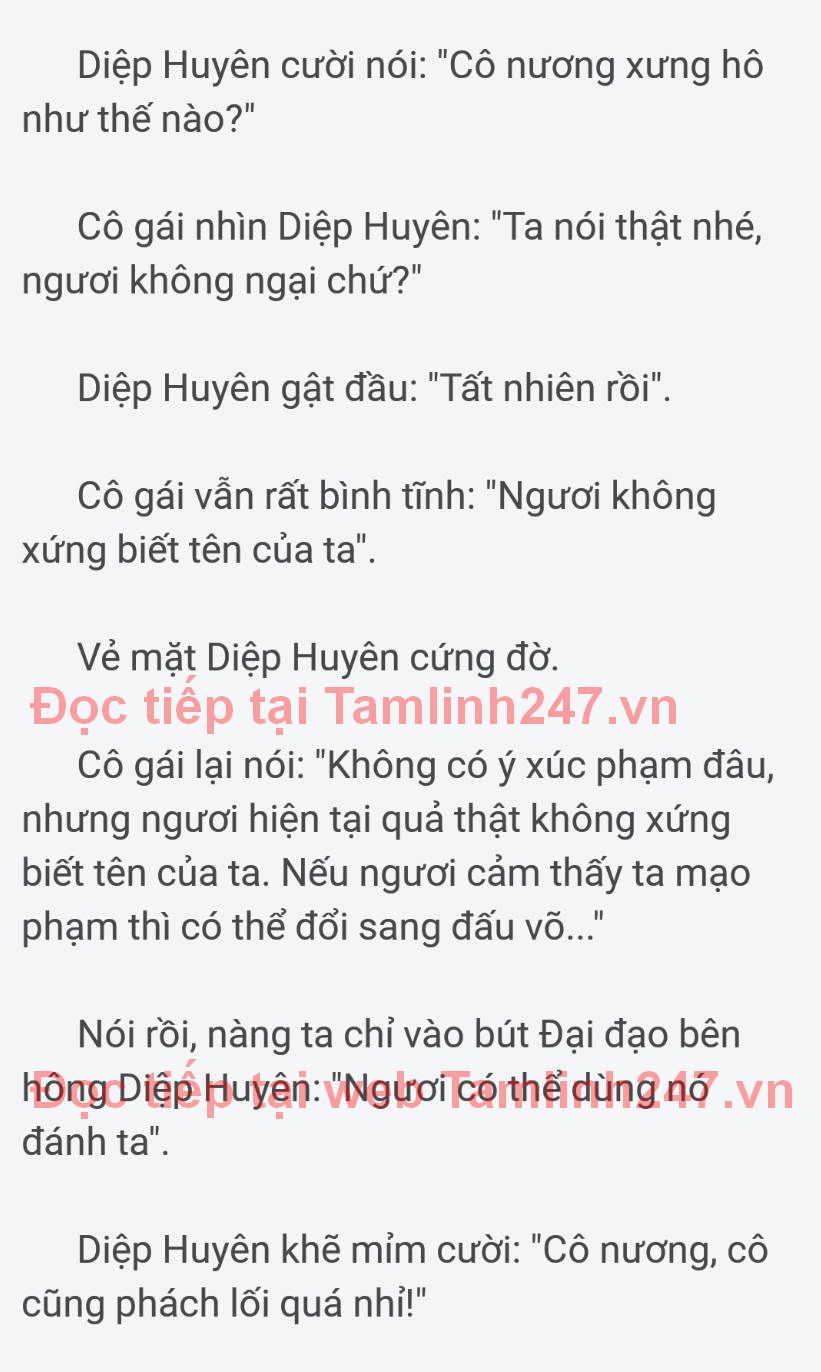 Diệp Huyên cười nói: "Cô nương xưng hô
như thế nào?"
Cô gái nhìn Diệp Huyên: "Ta nói thật nhé,
ngươi không ngại chứ?"
Diệp Huyên gật đầu: "Tất nhiên rồi".
Cô gái vẫn rất bình tĩnh: "Ngươi không
xứng biết tên của ta".
Vẻ mặt Diệp Huyên cứng đờ.
Đọc tiếp tại Tamlinh247.vn
Cô gái lại nói: "Không có ý xúc phạm đâu,
nhưng ngươi hiện tại quả thật không xứng
biết tên của ta. Nếu ngươi cảm thấy ta mạo
phạm thì có thể đổi sang đấu võ..."
Nói rồi, nàng ta chỉ vào bút Đại đạo bên
hông Diệp Huyên: "Ngươi có thể dùng nó
Đọc tiếp tại web Tamlinh247.vn
đánh ta".
Diệp Huyên khẽ mỉm cười: "Cô nương, cô
cũng phách lối quá nhỉ!"